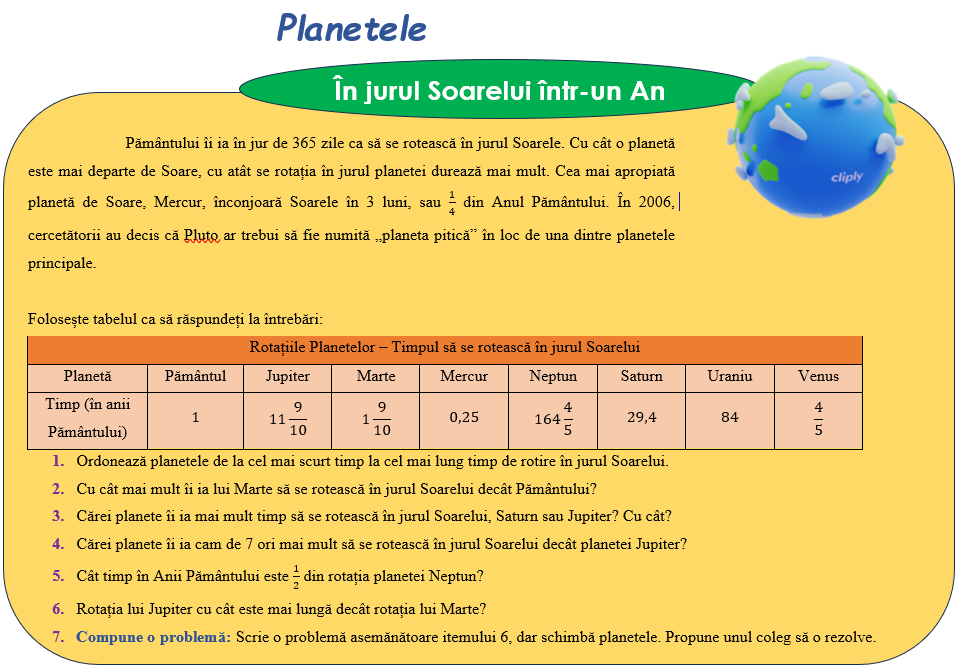 Planetele
În jurul Soarelui într-un An
Pământului îi ia în jur de 365 zile ca să se rotească în jurul Soarele. Cu cât o planetă
este mai departe de Soare, cu atât se rotația în jurul planetei durează mai mult. Cea mai apropiată
planetă de Soare, Mercur, înconjoară Soarele în 3 luni, sau 1/4 din Anul Pământului. În 2006,
cercetătorii au decis că Pluto ar trebui să fie numită „planeta pitică” în loc de una dintre planetele
principale.
cliply
Folosește tabelul ca să răspundeți la întrebări:
Rotațiile Planetelor – Timpul să se rotească în jurul Soarelui
Planetă Pământul Jupiter Marte Mercur Neptun Saturn Uraniu Venus
Timp (în anii Pământului) 1 11 9/10 1 9/10 0,25 164 4/5 29,4 84 4/5
1. Ordonează planetele de la cel mai scurt timp la cel mai lung timp de rotire în jurul Soarelui.
2. Cu cât mai mult îi ia lui Marte să se rotească în jurul Soarelui decât Pământului?
3. Cărei planete îi ia mai mult timp să se rotească în jurul Soarelui, Saturn sau Jupiter? Cu cât?
4. Cărei planete îi ia cam de 7 ori mai mult să se rotească în jurul Soarelui decât planetei Jupiter?
5. Cât timp în Anii Pământului este 1/2 din rotația planetei Neptun?
6. Rotația lui Jupiter cu cât este mai lungă decât rotația lui Marte?
7. Compune o problemă: Scrie o problemă asemănătoare itemului 6, dar schimbă planetele. Propune unul coleg să o rezolve.